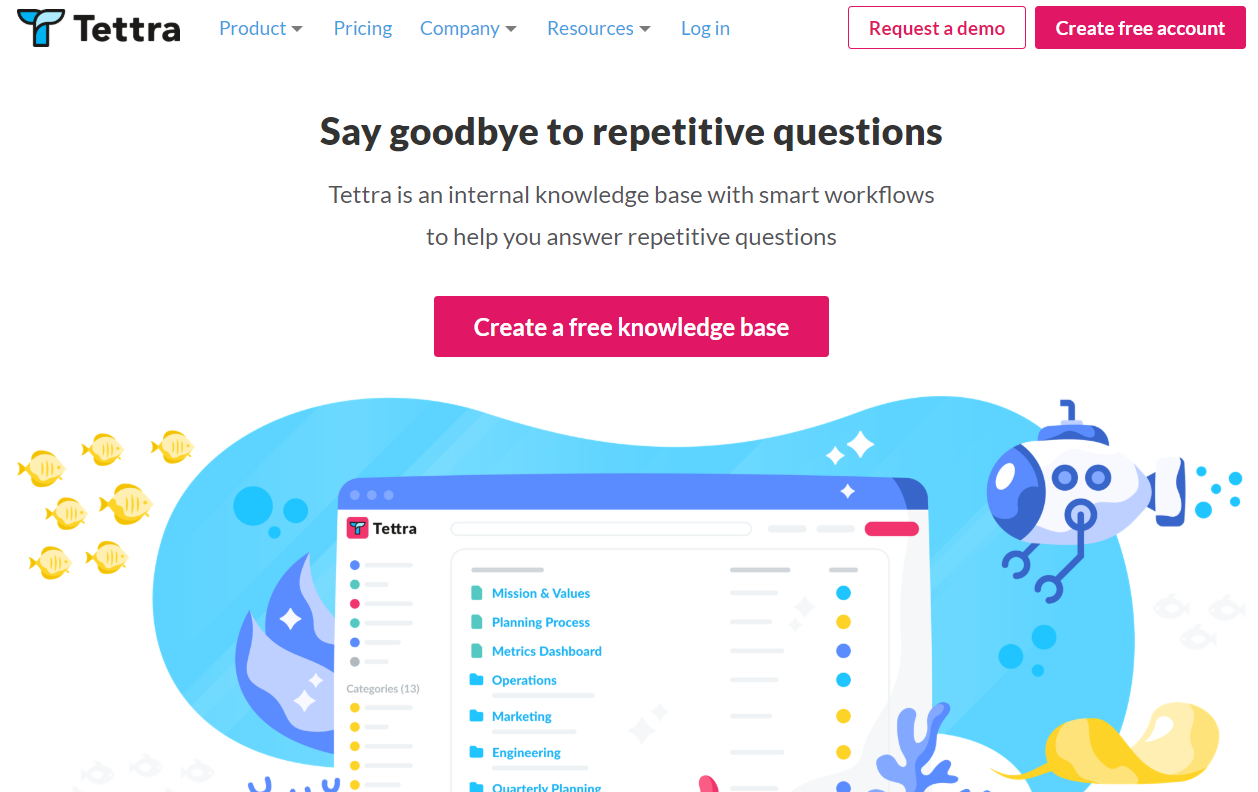 Tettra
Product
Pricing
Company
Resources
Log in
Request a demo
Create free account
Say goodbye to repetitive questions
Tettra is an internal knowledge base with smart workflows
to help you answer repetitive questions
Create a free knowledge base
Tettra
Mission & Values
Planning Process
Metrics Dashboard
Operations
Categories (13)
Marketing
Engineering
Quarterly Planning